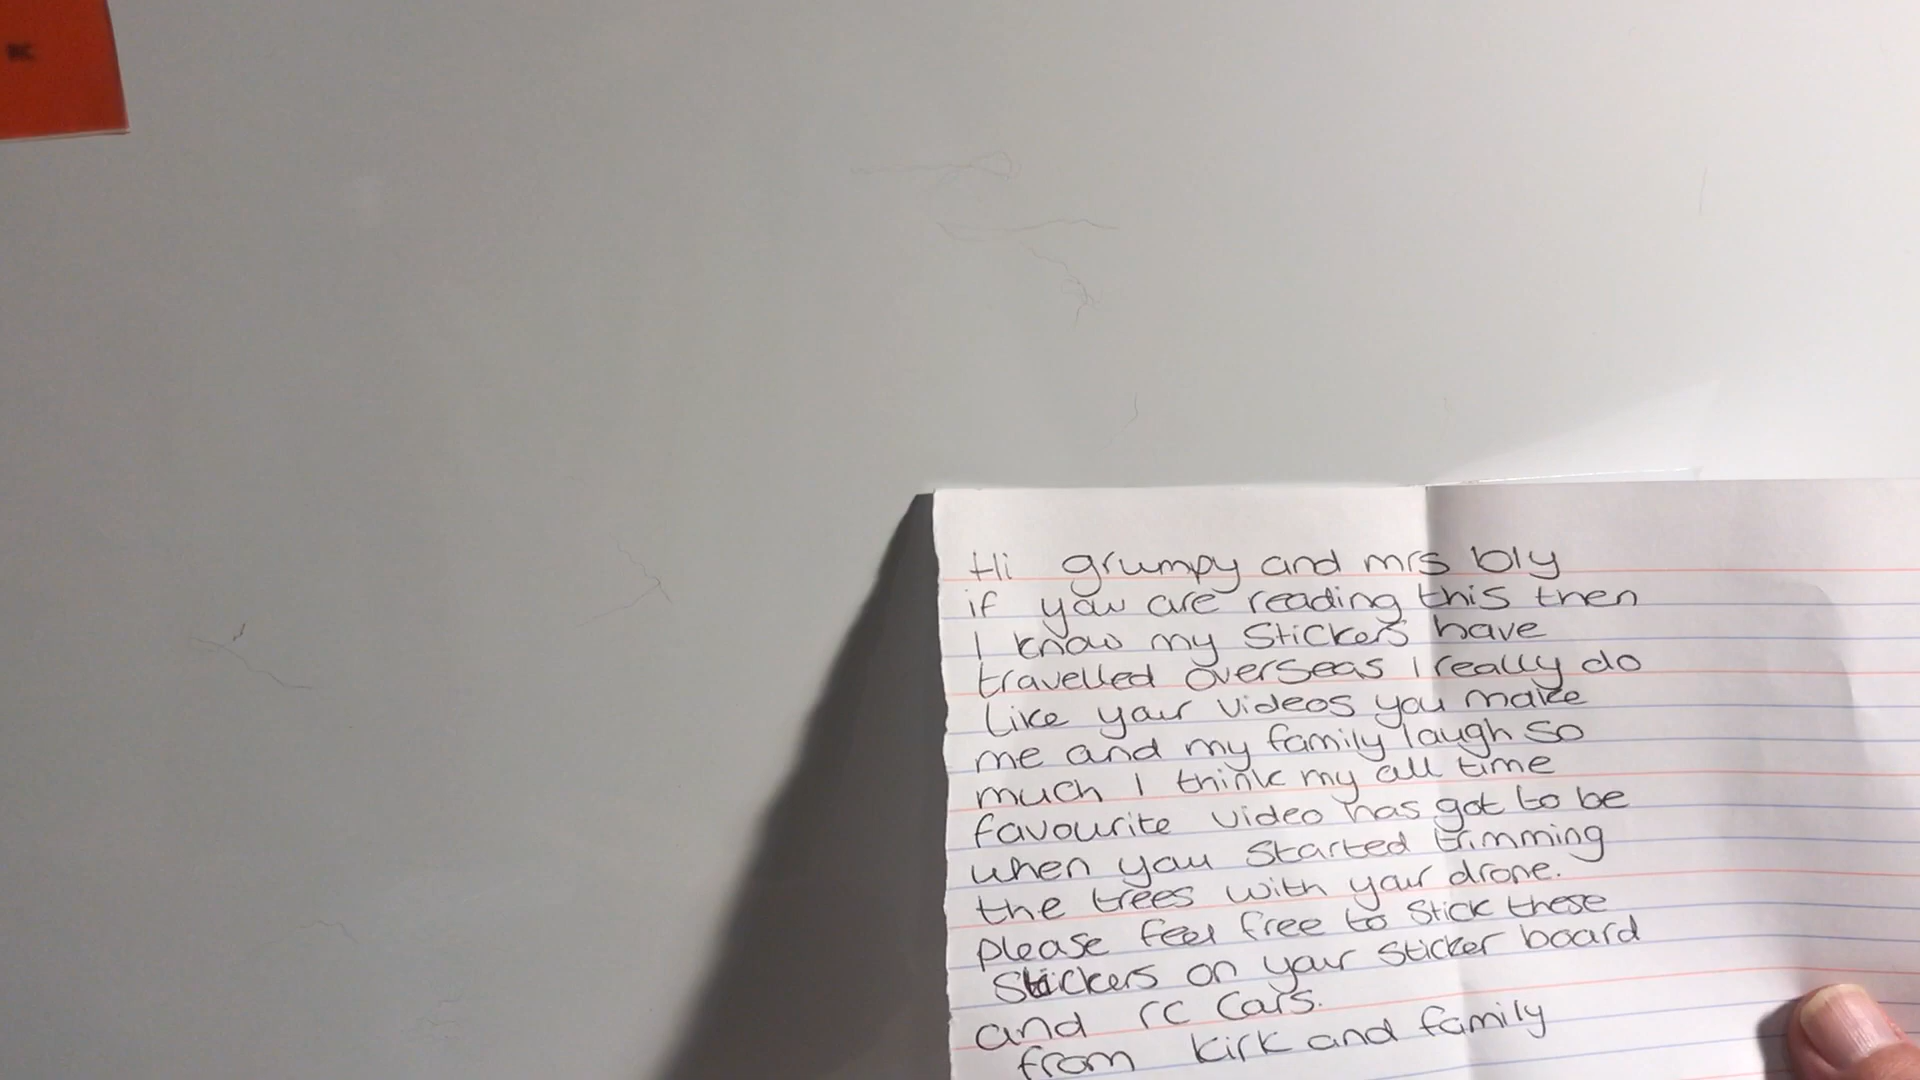 Hi grumpy and mrs bly
if you are reading this then
I know my Stickers have
travelled overseas I really do
like your videos you make
me and my family laugh so
much I think my all time
favourite video has got to be
when you started trimming
the trees with your drone.
please feel free to stick these
Stickers on your sticker board
and rc cars.
from kirk and family